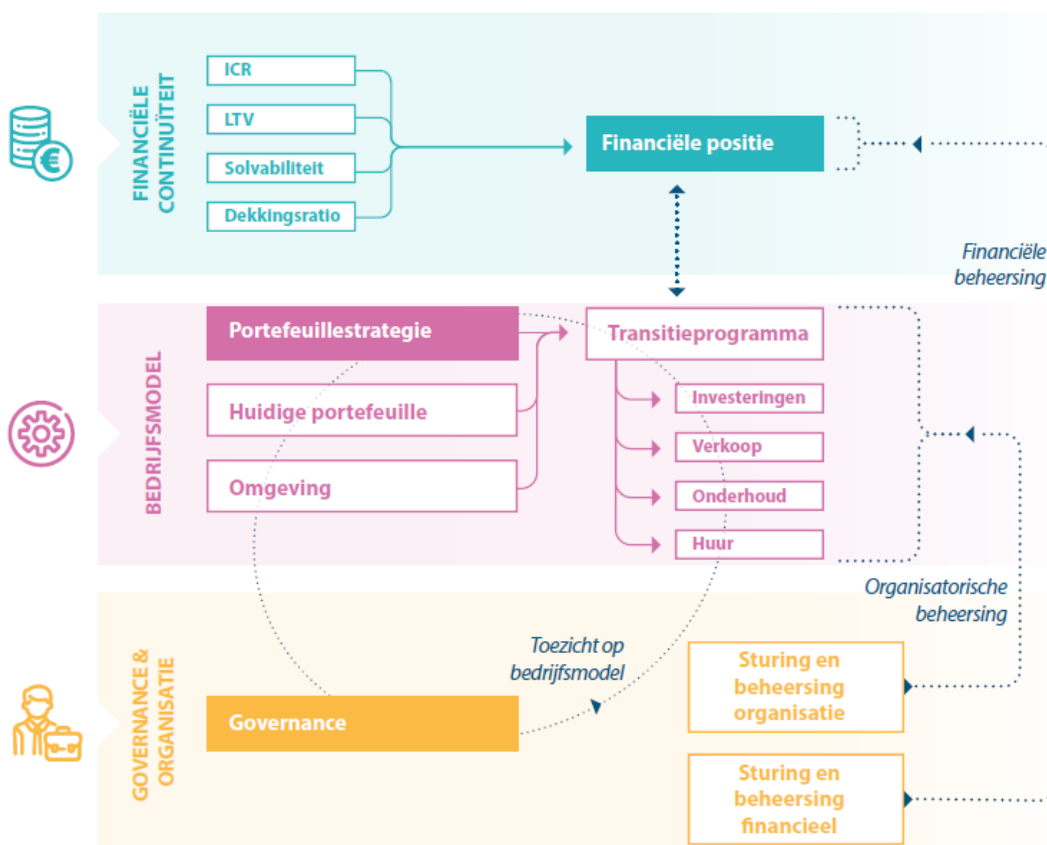 FINANCIËLE
CONTINUÏTEIT
ICR
LTV
Solvabiliteit
Dekkingsratio
Financiële positie
Financiële
beheersing
BEDRIJFSMODEL
Portefeuillestrategie
Huidige portefeuille
Omgeving
Transitieprogramma
Investeringen
Verkoop
Onderhoud
Huur
Organisatorische
beheersing
GOVERNANCE &
ORGANISATIE
Governance
Toezicht op
bedrijfsmodel
Sturing en
beheersing
organisatie
Sturing en
beheersing
financieel